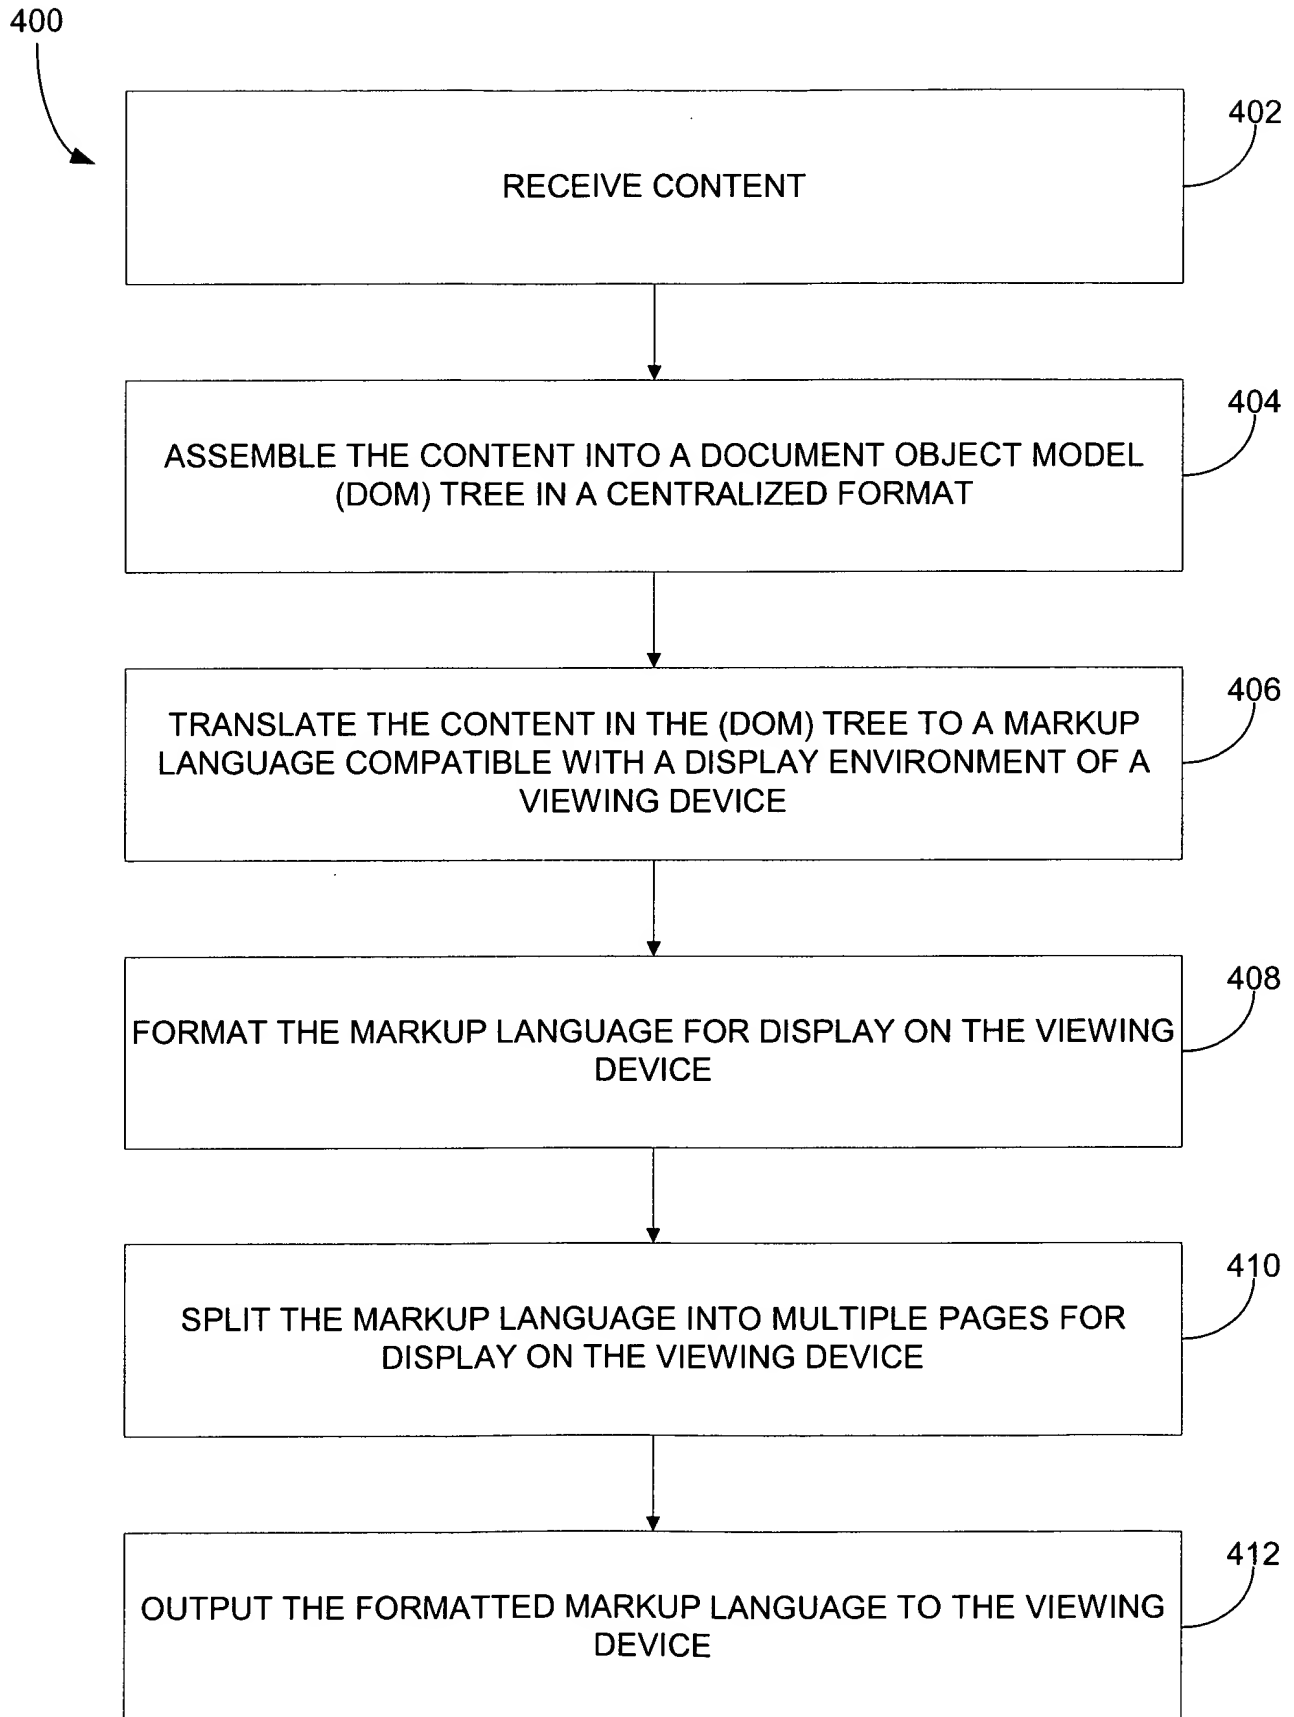 400
402
RECEIVE CONTENT
404
ASSEMBLE THE CONTENT INTO A DOCUMENT OBJECT MODEL
(DOM) TREE IN A CENTRALIZED FORMAT
406
TRANSLATE THE CONTENT IN THE (DOM) TREE TO A MARKUP
LANGUAGE COMPATIBLE WITH A DISPLAY ENVIRONMENT OF A
VIEWING DEVICE
408
FORMAT THE MARKUP LANGUAGE FOR DISPLAY ON THE VIEWING
DEVICE
410
SPLIT THE MARKUP LANGUAGE INTO MULTIPLE PAGES FOR
DISPLAY ON THE VIEWING DEVICE
412
OUTPUT THE FORMATTED MARKUP LANGUAGE TO THE VIEWING
DEVICE